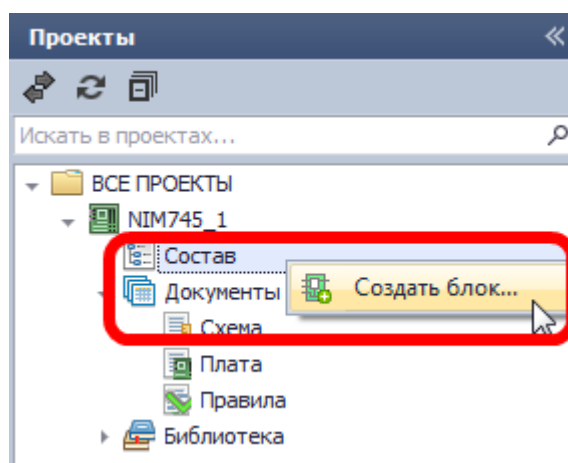 Проекты
Искать в проектах...
ВСЕ ПРОЕКТЫ
NIM745_1
Состав
Создать блок...
Документы
Схема
Плата
Правила
Библиотека